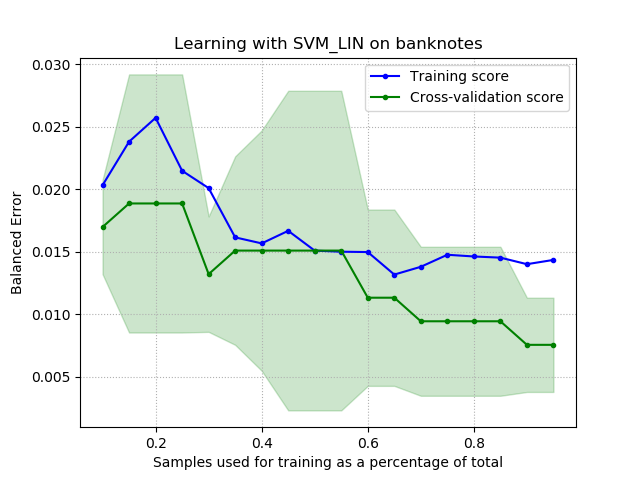 Learning with SVM_LIN on banknotes
Training score
Cross-validation score
Balanced Error
0.030
0.025
0.020
0.015
0.010
0.005
0.2 0.4 0.6 0.8
Samples used for training as a percentage of total